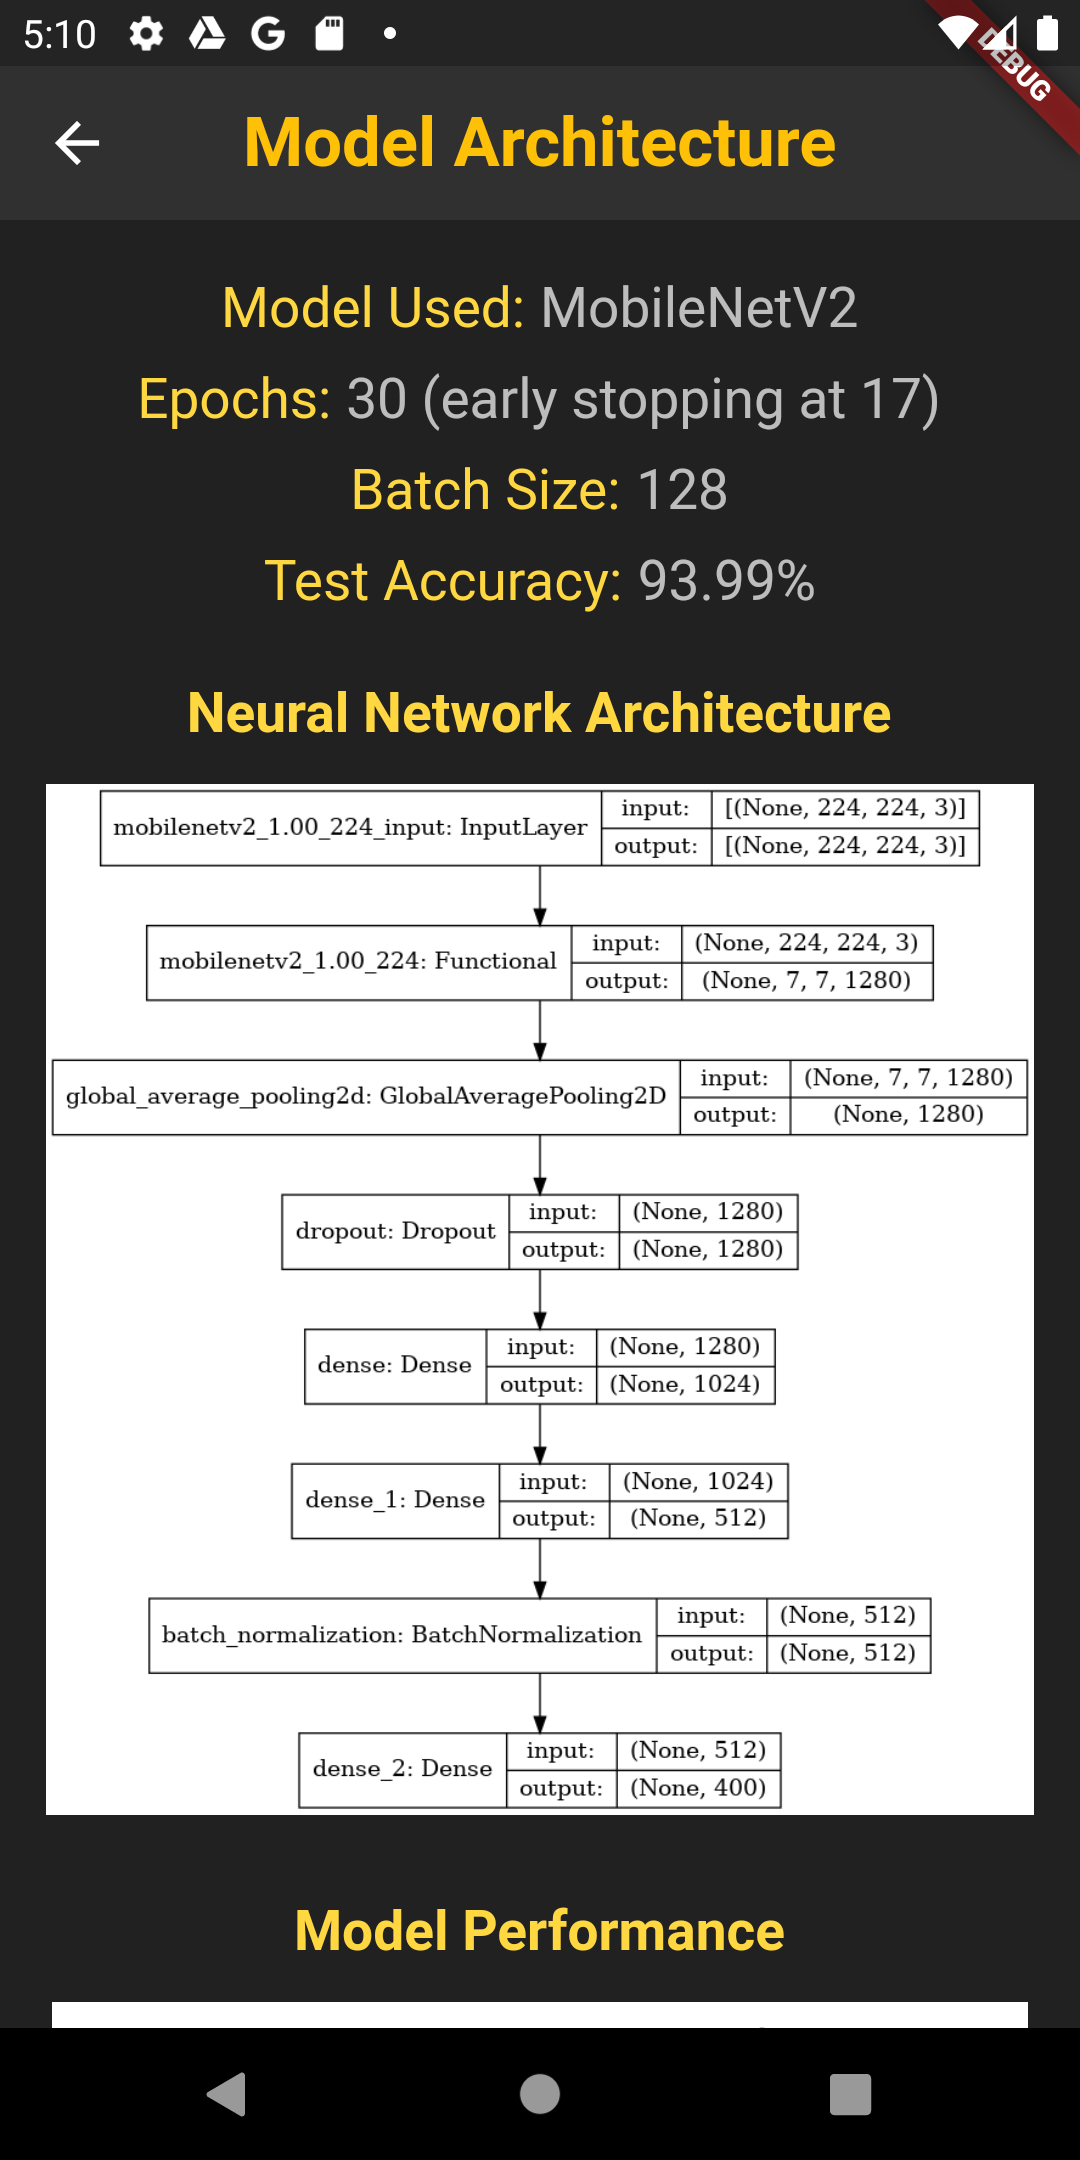 5:10
DEBUG
Model Architecture
Model Used: MobileNetV2
Epochs: 30 (early stopping at 17)
Batch Size: 128
Test Accuracy: 93.99%
Neural Network Architecture
mobilenetv2_1.00_224_input: InputLayer
input: [(None, 224, 224, 3)]
output: [(None, 224, 224, 3)]
mobilenetv2_1.00_224: Functional
input: (None, 224, 224, 3)
output: (None, 7, 7, 1280)
global_average_pooling2d: GlobalAveragePooling2D
input: (None, 7, 7, 1280)
output: (None, 1280)
dropout: Dropout
input: (None, 1280)
output: (None, 1280)
dense: Dense
input: (None, 1280)
output: (None, 1024)
dense_1: Dense
input: (None, 1024)
output: (None, 512)
batch_normalization: BatchNormalization
input: (None, 512)
output: (None, 512)
dense_2: Dense
input: (None, 512)
output: (None, 400)
Model Performance